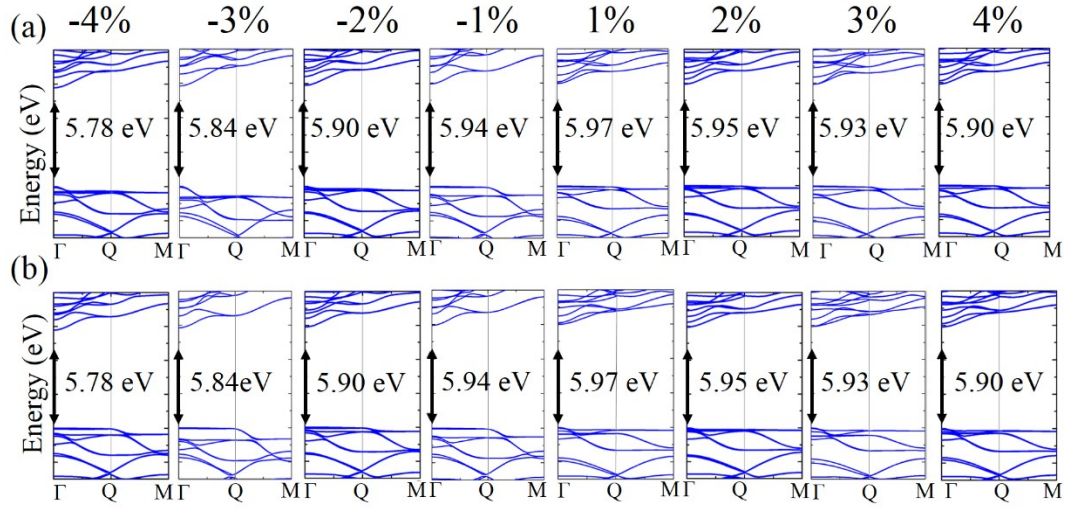 (a) -4% -3% -2% -1% 1% 2% 3% 4%
Energy (eV)
5.78 eV 5.84 eV 5.90 eV 5.94 eV 5.97 eV 5.95 eV 5.93 eV 5.90 eV
Γ Q M Γ Q M Γ Q M Γ Q M Γ Q M Γ Q M Γ Q M Γ Q M
(b)
Energy (eV)
5.78 eV 5.84eV 5.90 eV 5.94 eV 5.97 eV 5.95 eV 5.93 eV 5.90 eV
Γ Q M Γ Q M Γ Q M Γ Q M Γ Q M Γ Q M Γ Q M Γ Q M